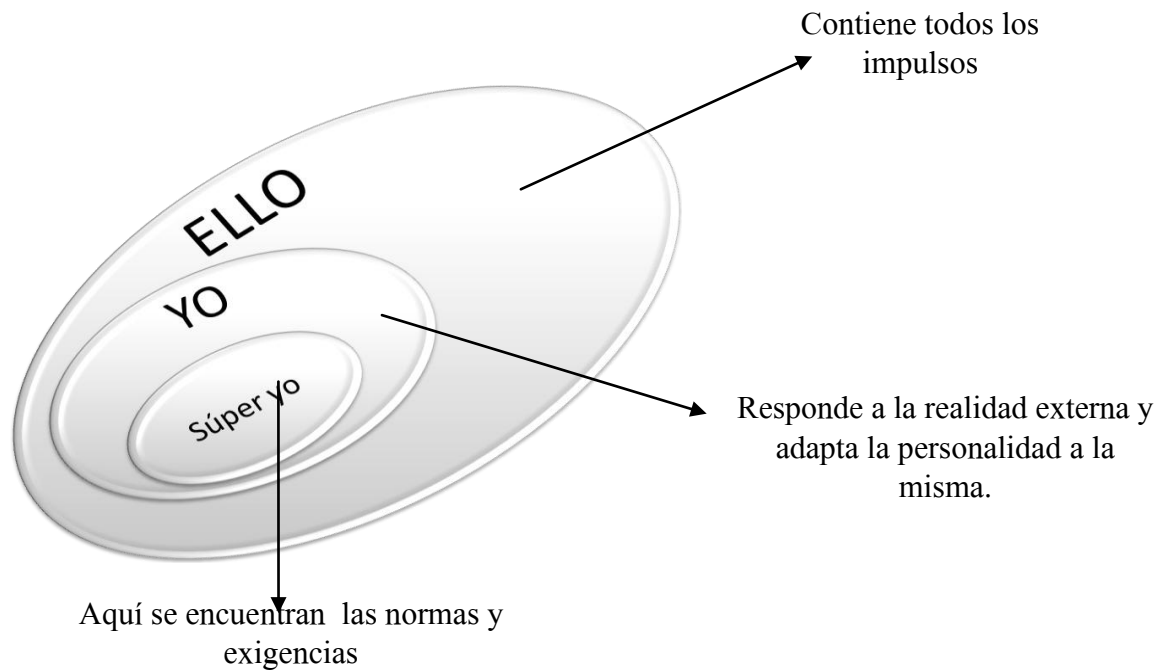 Contiene todos los
impulsos
ELLO
YO
Súper yo
Responde a la realidad externa y
adapta la personalidad a la
misma.
Aquí se encuentran las normas y
exigencias